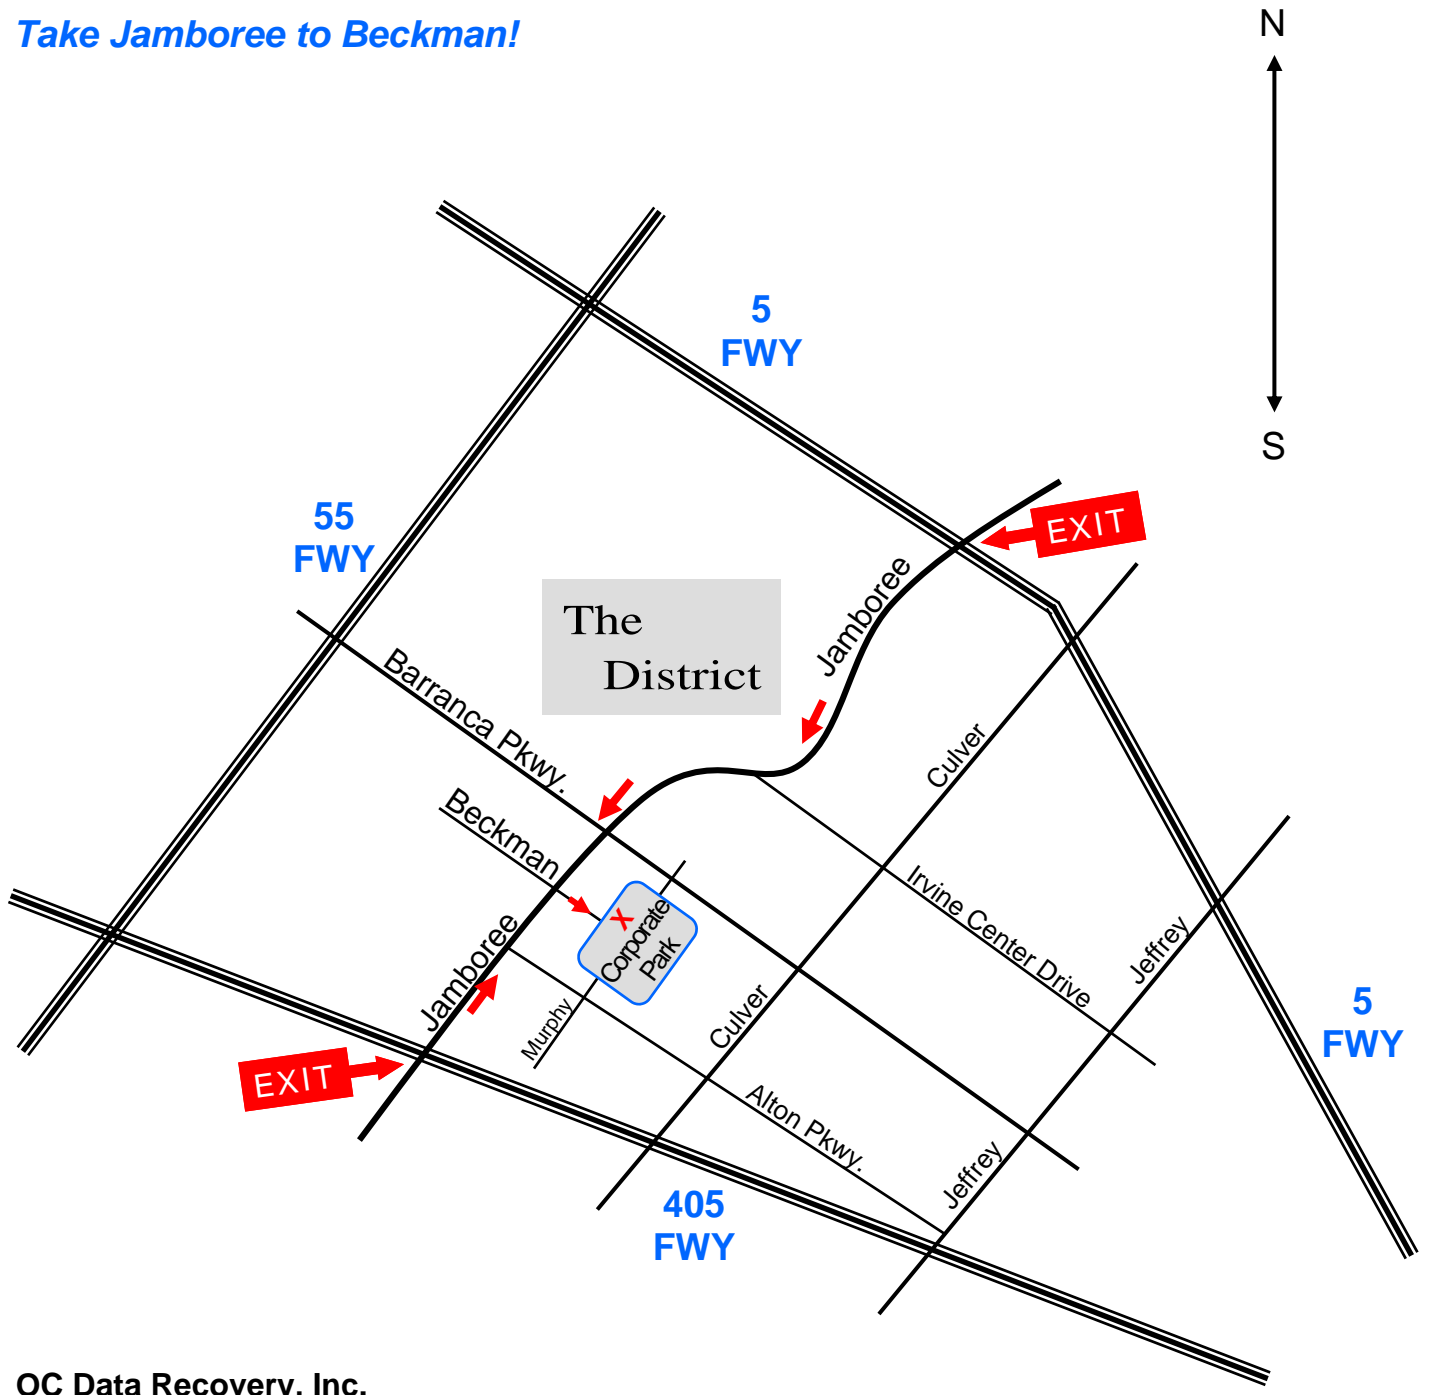 Take Jamboree to Beckman!
N
S
5
FWY
55
FWY
EXIT
The
District
Jamboree
Barranca Pkwy.
Culver
Beckman
Irvine Center Drive
X
Corporate
Park
Jamboree
Jeffrey
Murphy
Culver
5
FWY
EXIT
Alton Pkwy.
Jeffrey
405
FWY
OC Data Recovery, Inc.